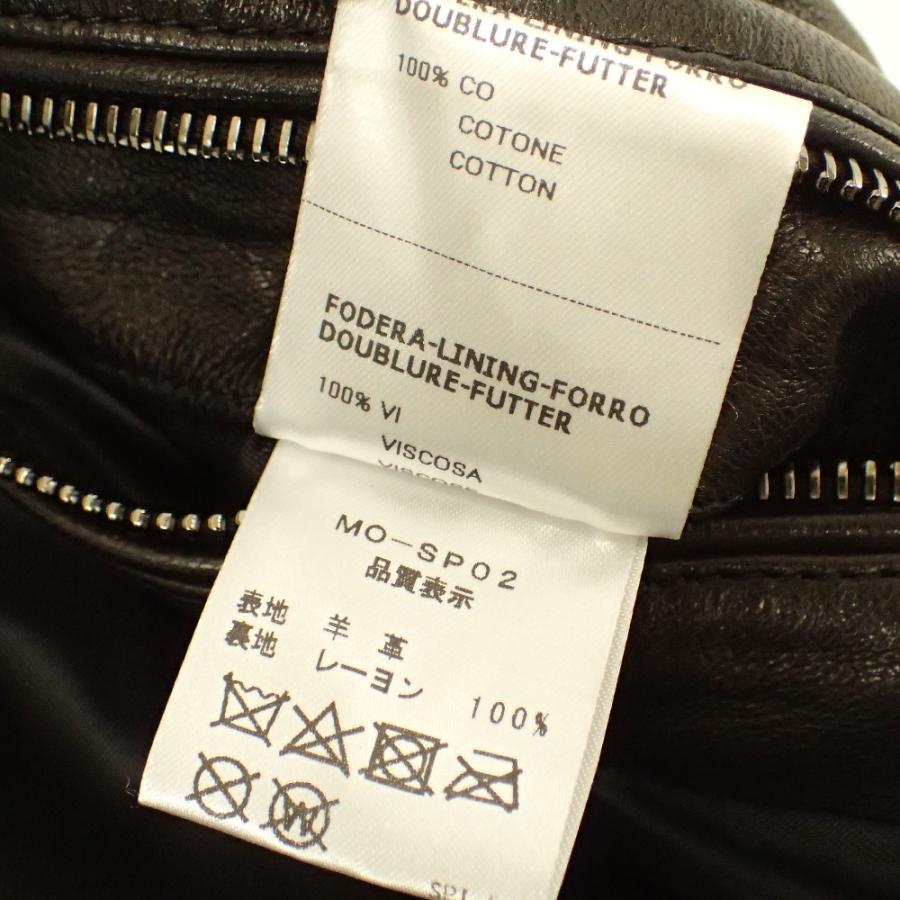 DOUBLURE-FUTTER
100% CO
COTONE
COTTON
FODERA-LINING-FORRO
DOUBLURE-FUTTER
100% VI
VISCOSA
MO-SP02
品質表示
表地 羊 革
裏地 レーヨン 100%